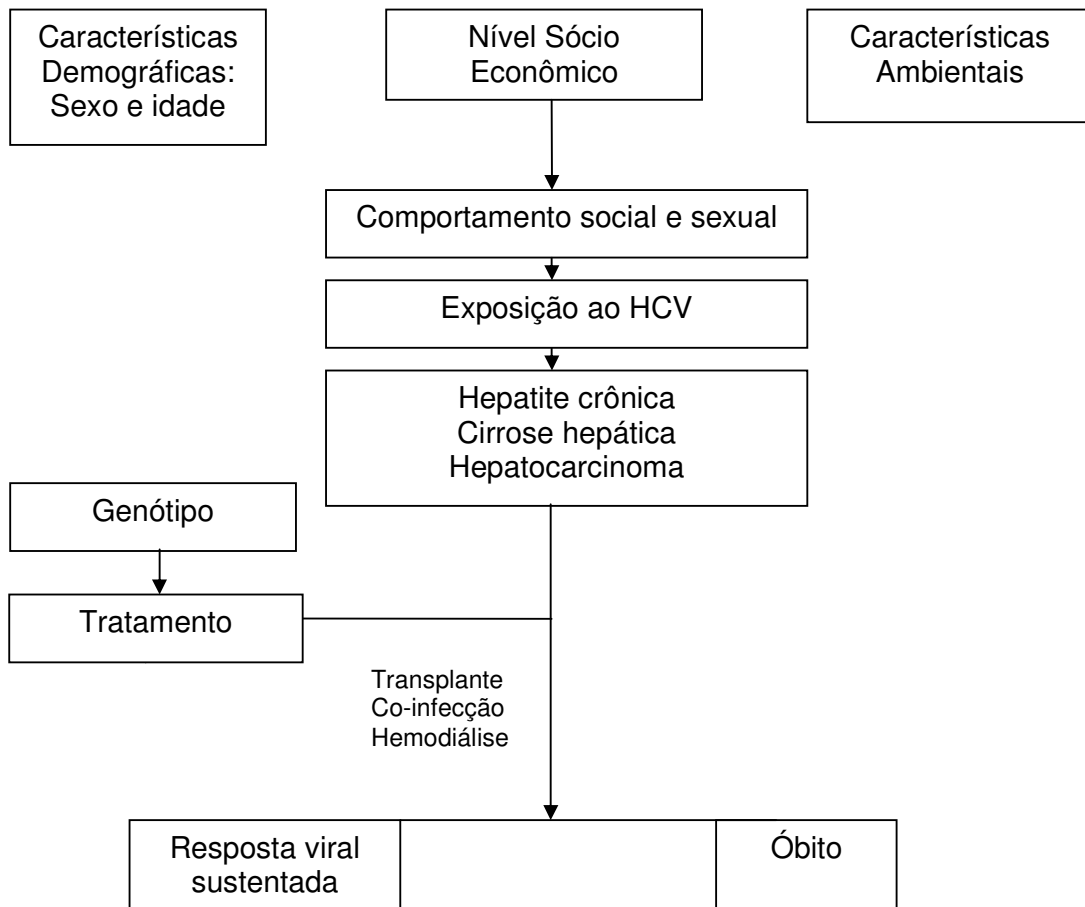 Características
Demográficas:
Sexo e idade
Nível Sócio
Econômico
Características
Ambientais
Comportamento social e sexual
Exposição ao HCV
Hepatite crônica
Cirrose hepática
Hepatocarcinoma
Genótipo
Tratamento
Transplante
Co-infecção
Hemodiálise
Resposta viral
sustentada
Óbito